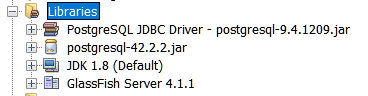 Libraries
PostgreSQL JDBC Driver - postgresql-9.4.1209.jar
postgresql-42.2.2.jar
JDK 1.8 (Default)
GlassFish Server 4.1.1